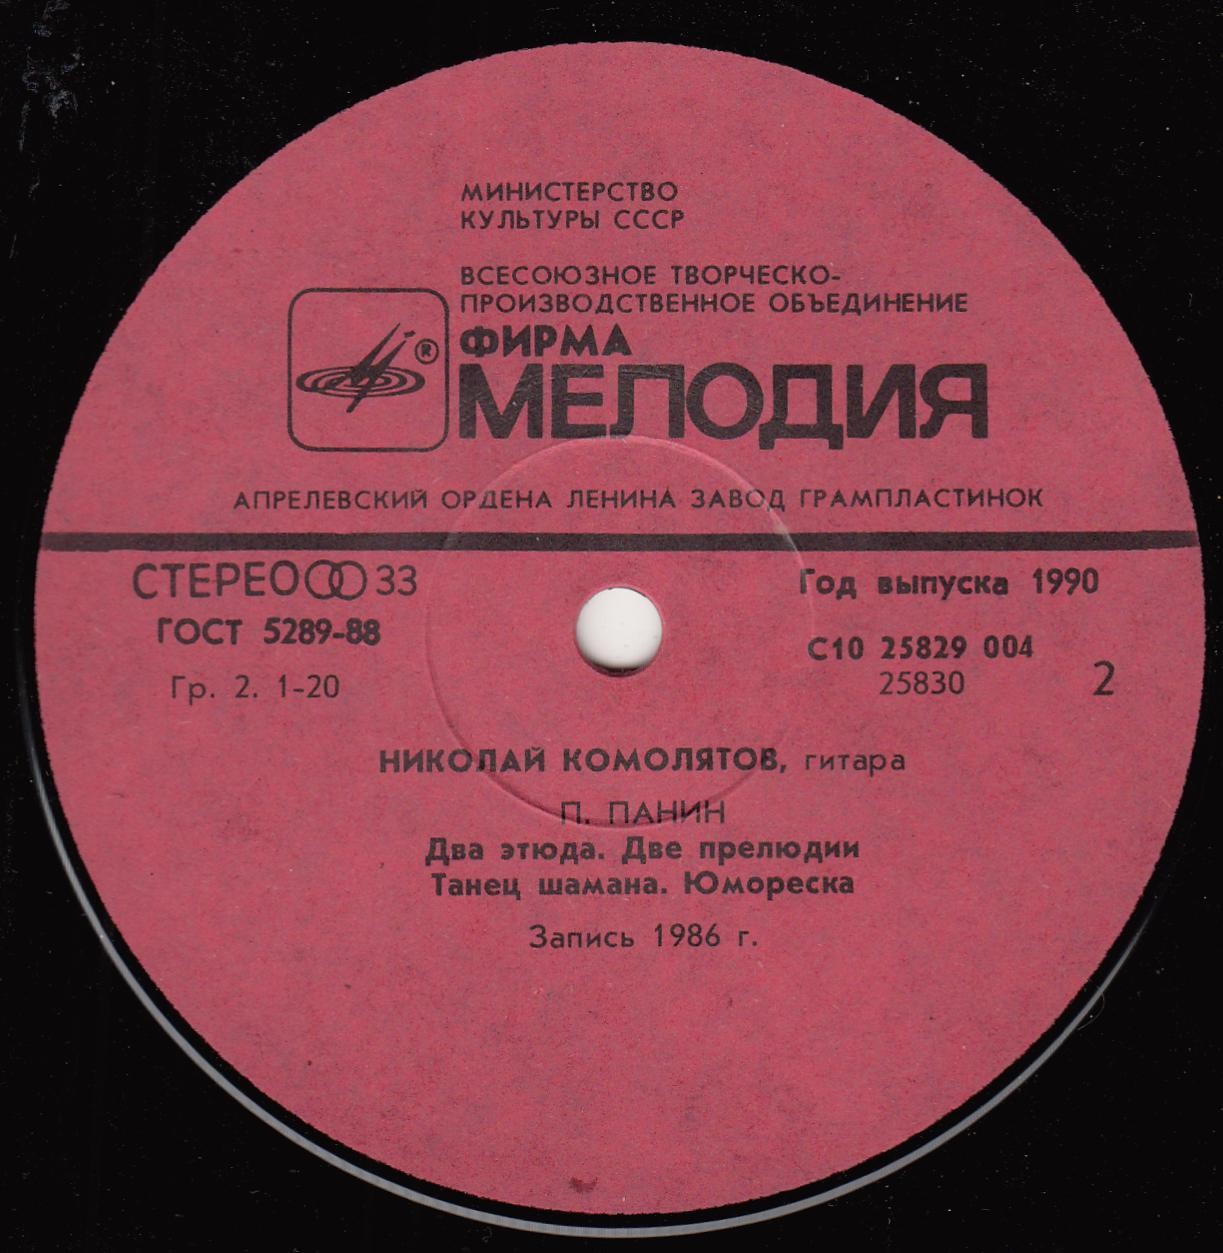 МИНИСТЕРСТВО
КУЛЬТУРЫ СССР
ВСЕСОЮЗНОЕ ТВОРЧЕСКО-
ПРОИЗВОДСТВЕННОЕ ОБЪЕДИНЕНИЕ
ФИРМА
®
МЕЛОДИЯ
АПРЕЛЕВСКИЙ ОРДЕНА ЛЕНИНА ЗАВОД ГРАМПЛАСТИНОК
СТЕРЕО 33
ГОСТ 5289-88
Гр. 2. 1-20
Год выпуска 1990
С10 25829 004
25830
2
НИКОЛАЙ КОМОЛЯТОВ, гитара
П. ПАНИН
Два этюда. Две прелюдии
Танец шамана. Юмореска
Запись 1986 г.